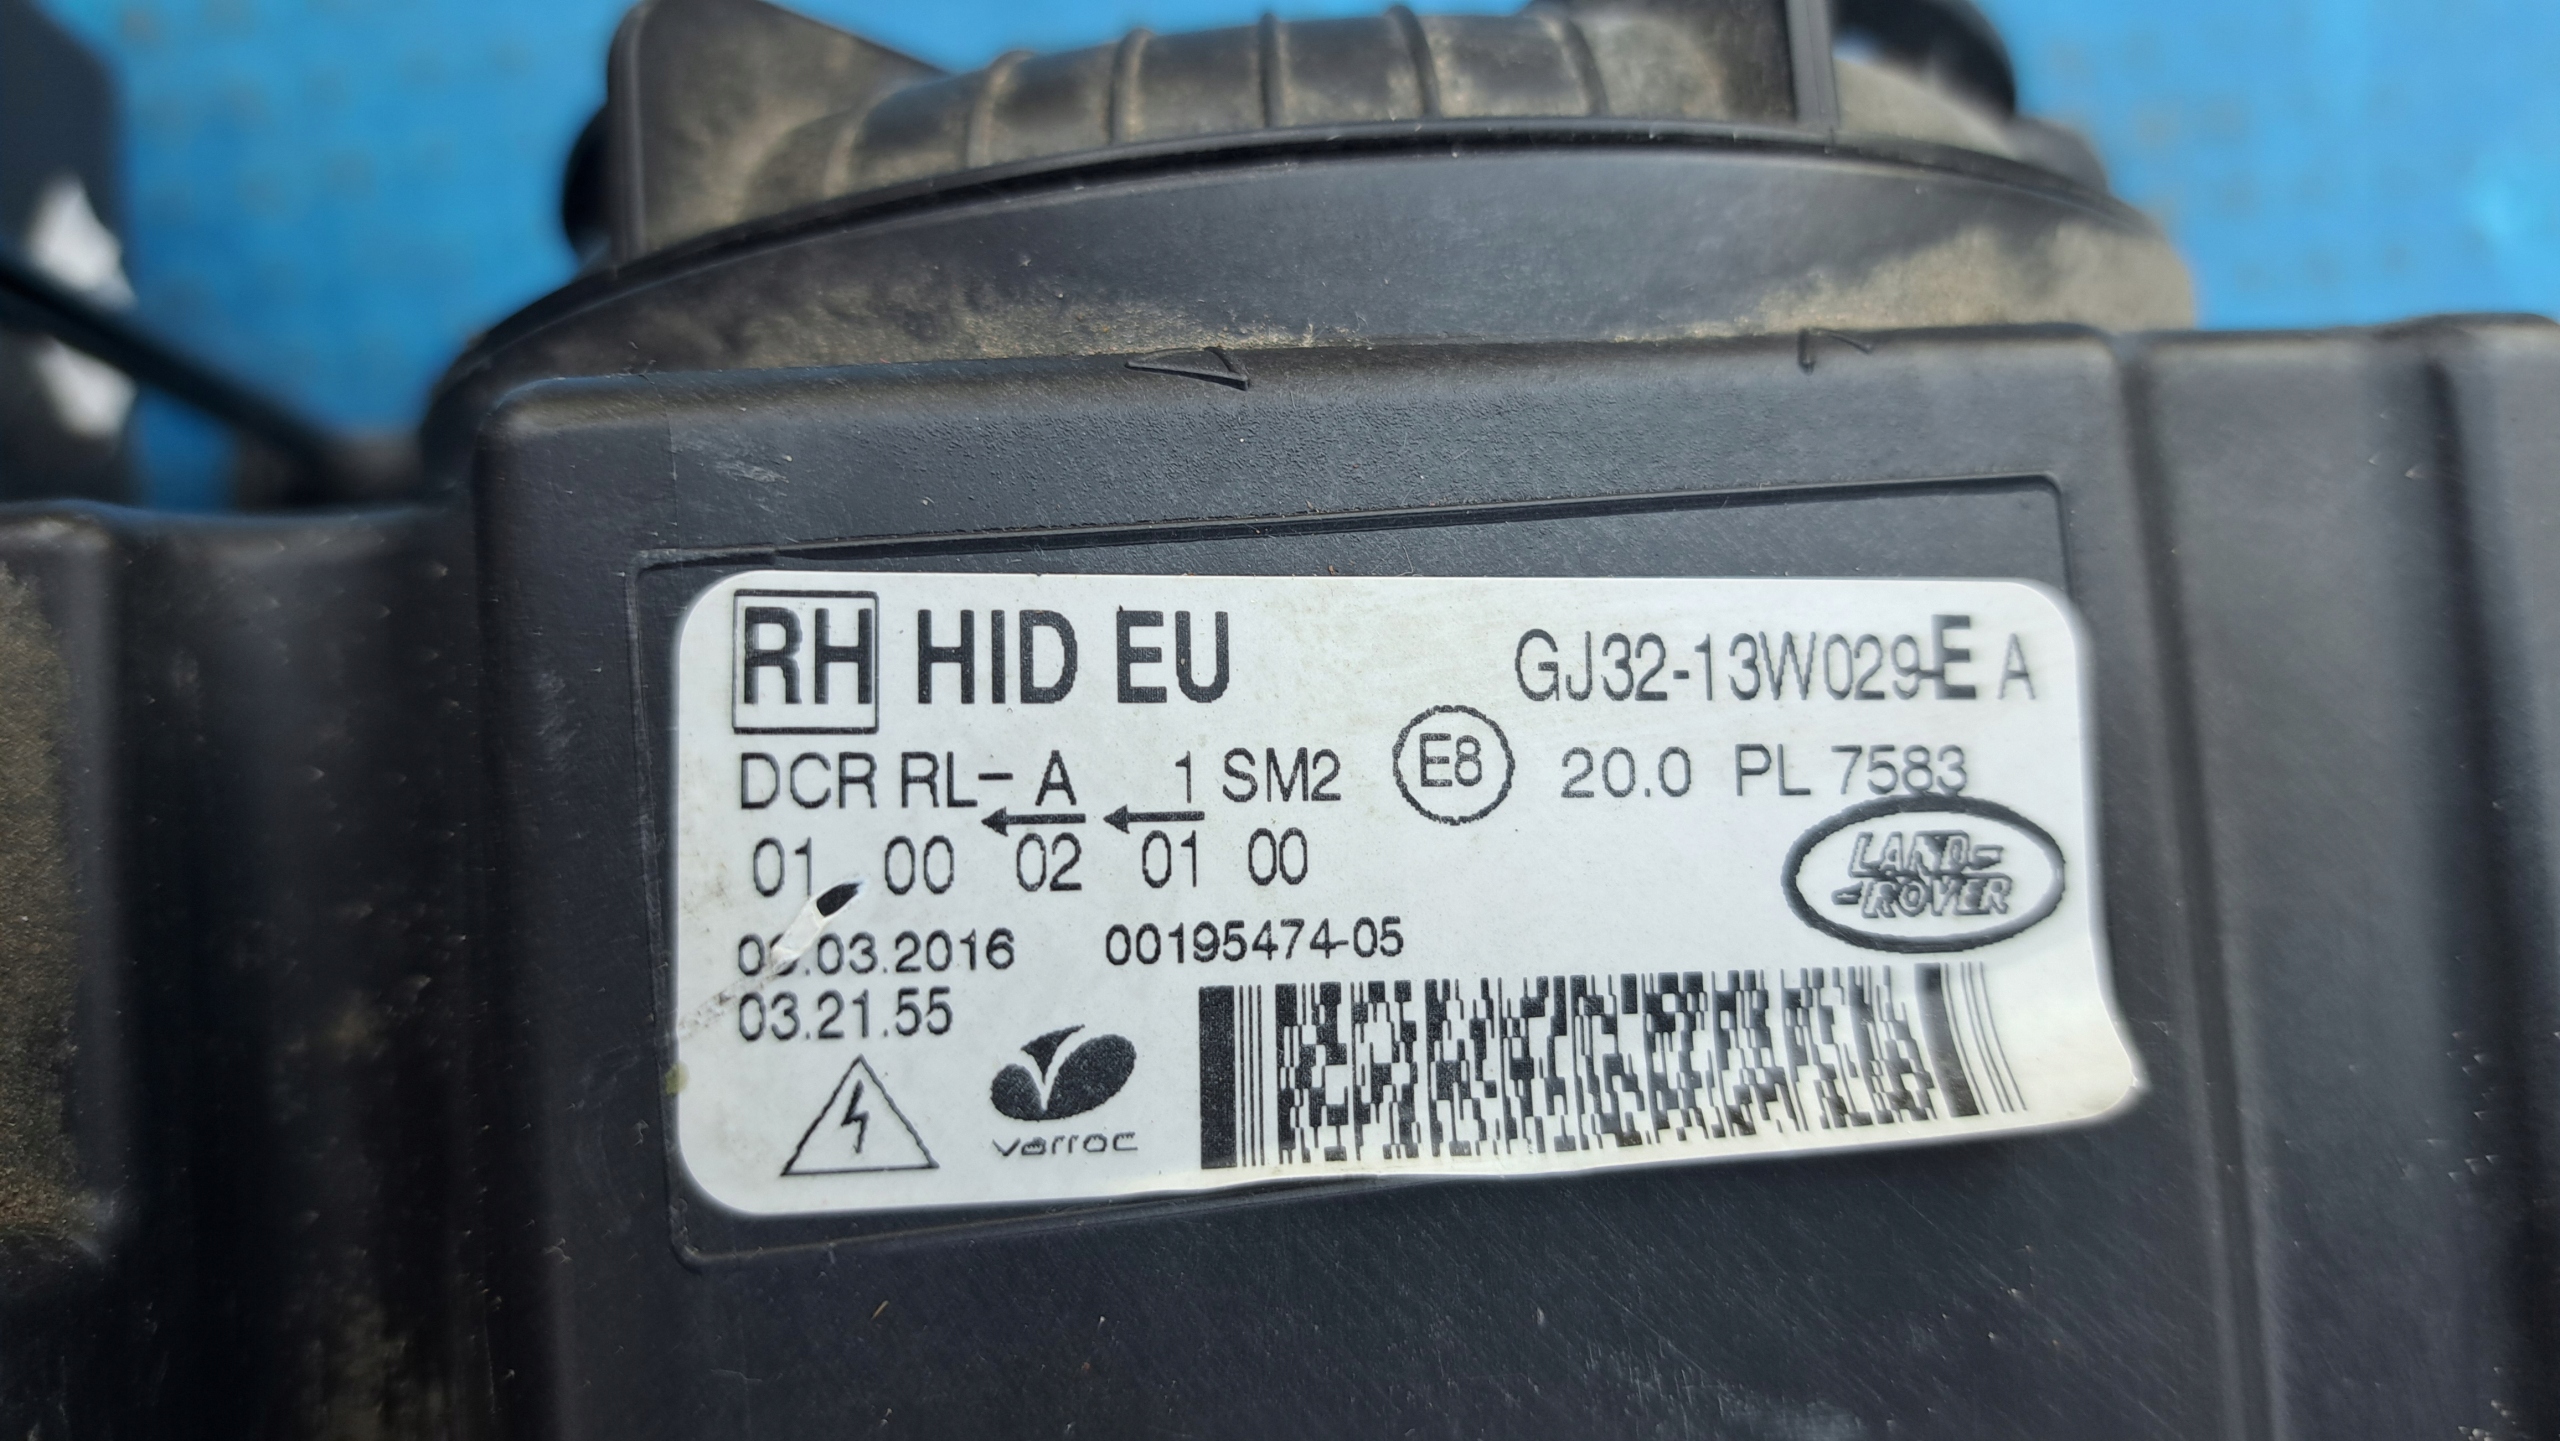 RH HID EU GJ32-13W029-E A
DCR RL- A 1 SM2 E8 20.0 PL 7583
01 00 02 01 00
LAND-
-ROVER
.03.2016 00195474-05
03.21.55
varroc